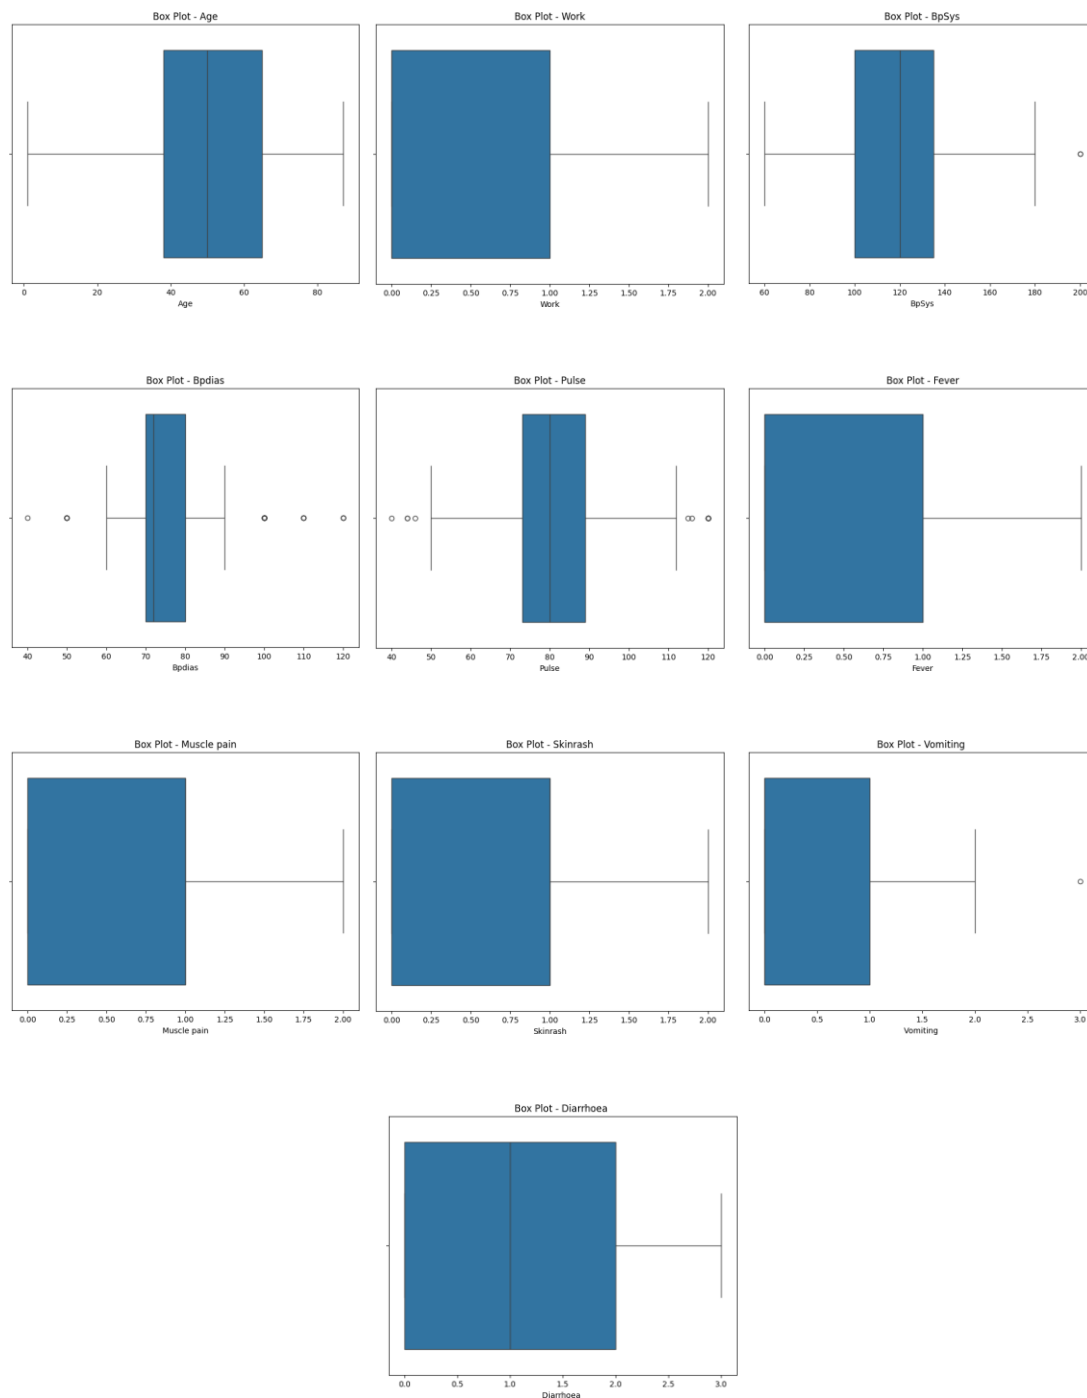 Box Plot - Age
0 20 40 60 80
Age
Box Plot - Work
0.00 0.25 0.50 0.75 1.00 1.25 1.50 1.75 2.00
Work
Box Plot - BpSys
60 80 100 120 140 160 180 200
BpSys
Box Plot - Bpdias
40 50 60 70 80 90 100 110 120
Bpdias
Box Plot - Pulse
40 50 60 70 80 90 100 110 120
Pulse
Box Plot - Fever
0.00 0.25 0.50 0.75 1.00 1.25 1.50 1.75 2.00
Fever
Box Plot - Muscle pain
0.00 0.25 0.50 0.75 1.00 1.25 1.50 1.75 2.00
Muscle pain
Box Plot - Skinrash
0.00 0.25 0.50 0.75 1.00 1.25 1.50 1.75 2.00
Skinrash
Box Plot - Vomiting
0.0 0.5 1.0 1.5 2.0 2.5 3.0
Vomiting
Box Plot - Diarrhoea
0.0 0.5 1.0 1.5 2.0 2.5 3.0
Diarrhoea